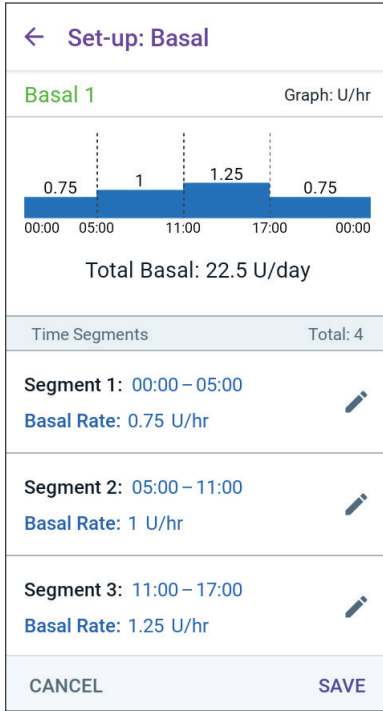 ← Set-up: Basal
Basal 1 Graph: U/hr
0.75 1 1.25 0.75
00:00 05:00 11:00 17:00 00:00
Total Basal: 22.5 U/day
Time Segments Total: 4
Segment 1: 00:00 – 05:00
Basal Rate: 0.75 U/hr
Segment 2: 05:00 – 11:00
Basal Rate: 1 U/hr
Segment 3: 11:00 – 17:00
Basal Rate: 1.25 U/hr
CANCEL SAVE